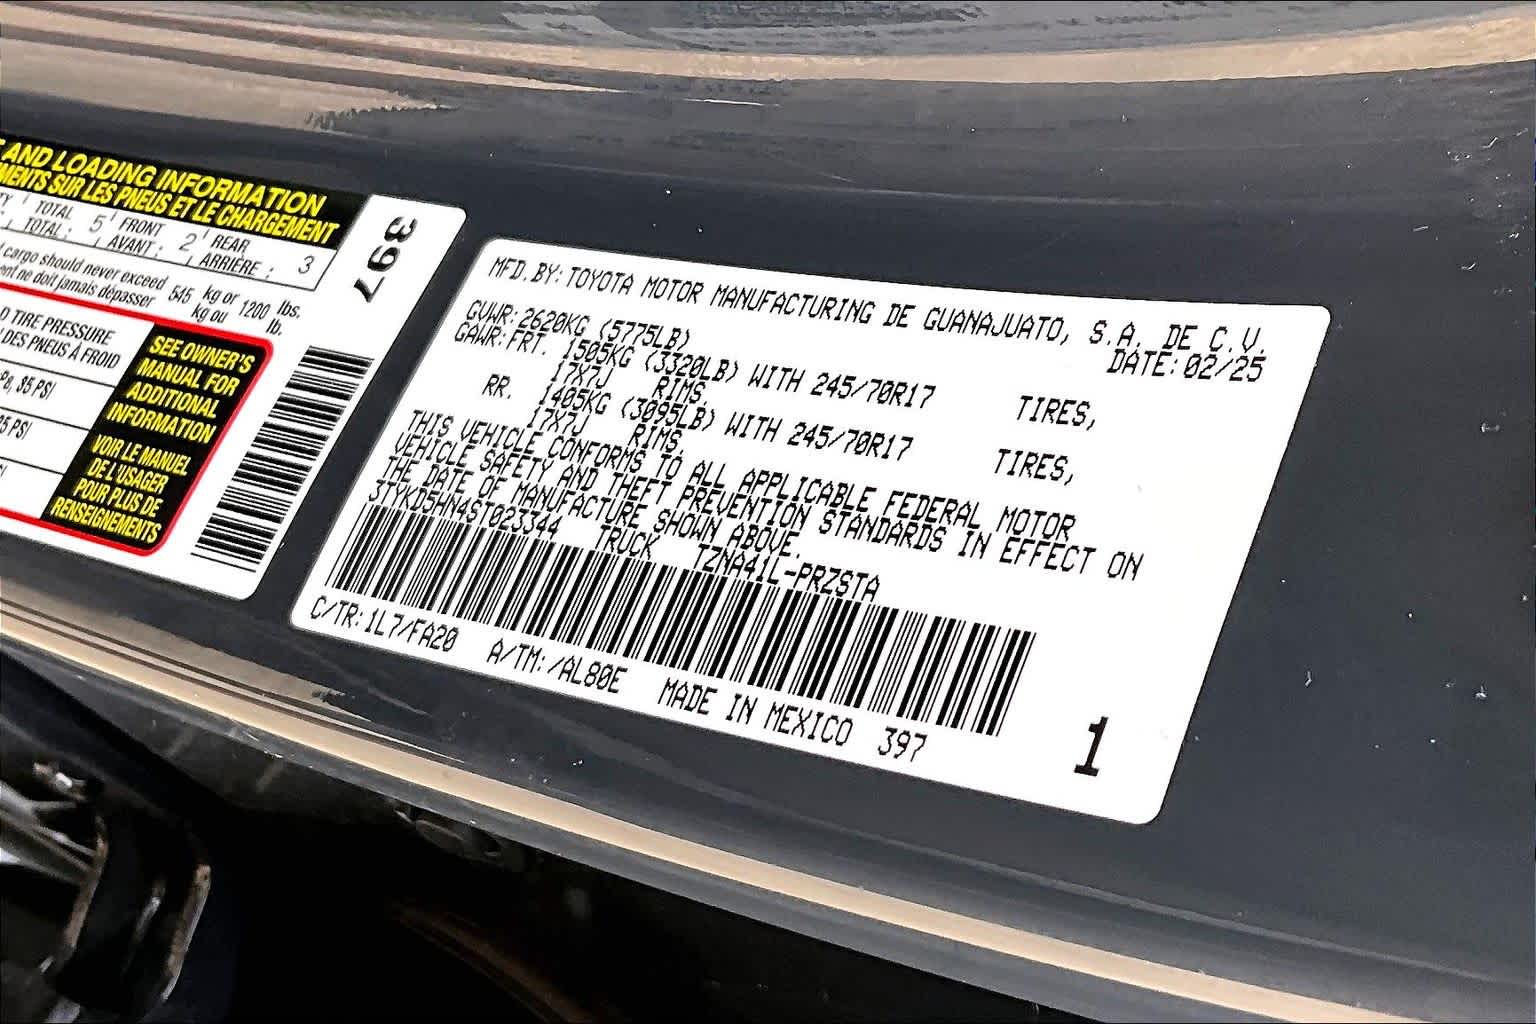 AND LOADING INFORMATION
MENTS SUR LES PNEUS ET LE CHARGEMENT
TOTAL 5 FRONT 2 REAR 3
TOTAL: AVANT: ARRIÈRE:
cargo should never exceed 545 kg or 1200 lbs.
ne doit jamais dépasser kg ou lb.
TIRE PRESSURE
DES PNEUS À FROID
35 PSI
PSI
SEE OWNER'S
MANUAL FOR
ADDITIONAL
INFORMATION
VOIR LE MANUEL
DE L'USAGER
POUR PLUS DE
RENSEIGNEMENTS
397
MFD.BY:TOYOTA MOTOR MANUFACTURING DE GUANAJUATO, S.A. DE C.V.
DATE:02/25
GVWR:2620KG (5775LB)
GAWR:FRT. 1505KG (3320LB) WITH 245/70R17 TIRES,
17X7J RIMS,
RR. 1405KG (3095LB) WITH 245/70R17 TIRES,
17X7J RIMS,
THIS VEHICLE CONFORMS TO ALL APPLICABLE FEDERAL MOTOR
VEHICLE SAFETY AND THEFT PREVENTION STANDARDS IN EFFECT ON
THE DATE OF MANUFACTURE SHOWN ABOVE.
3TYKD5HN4ST023344 TRUCK TZNA41L-PRZSTA
C/TR:1L7/FA20 A/TM:/AL80E MADE IN MEXICO 397
1